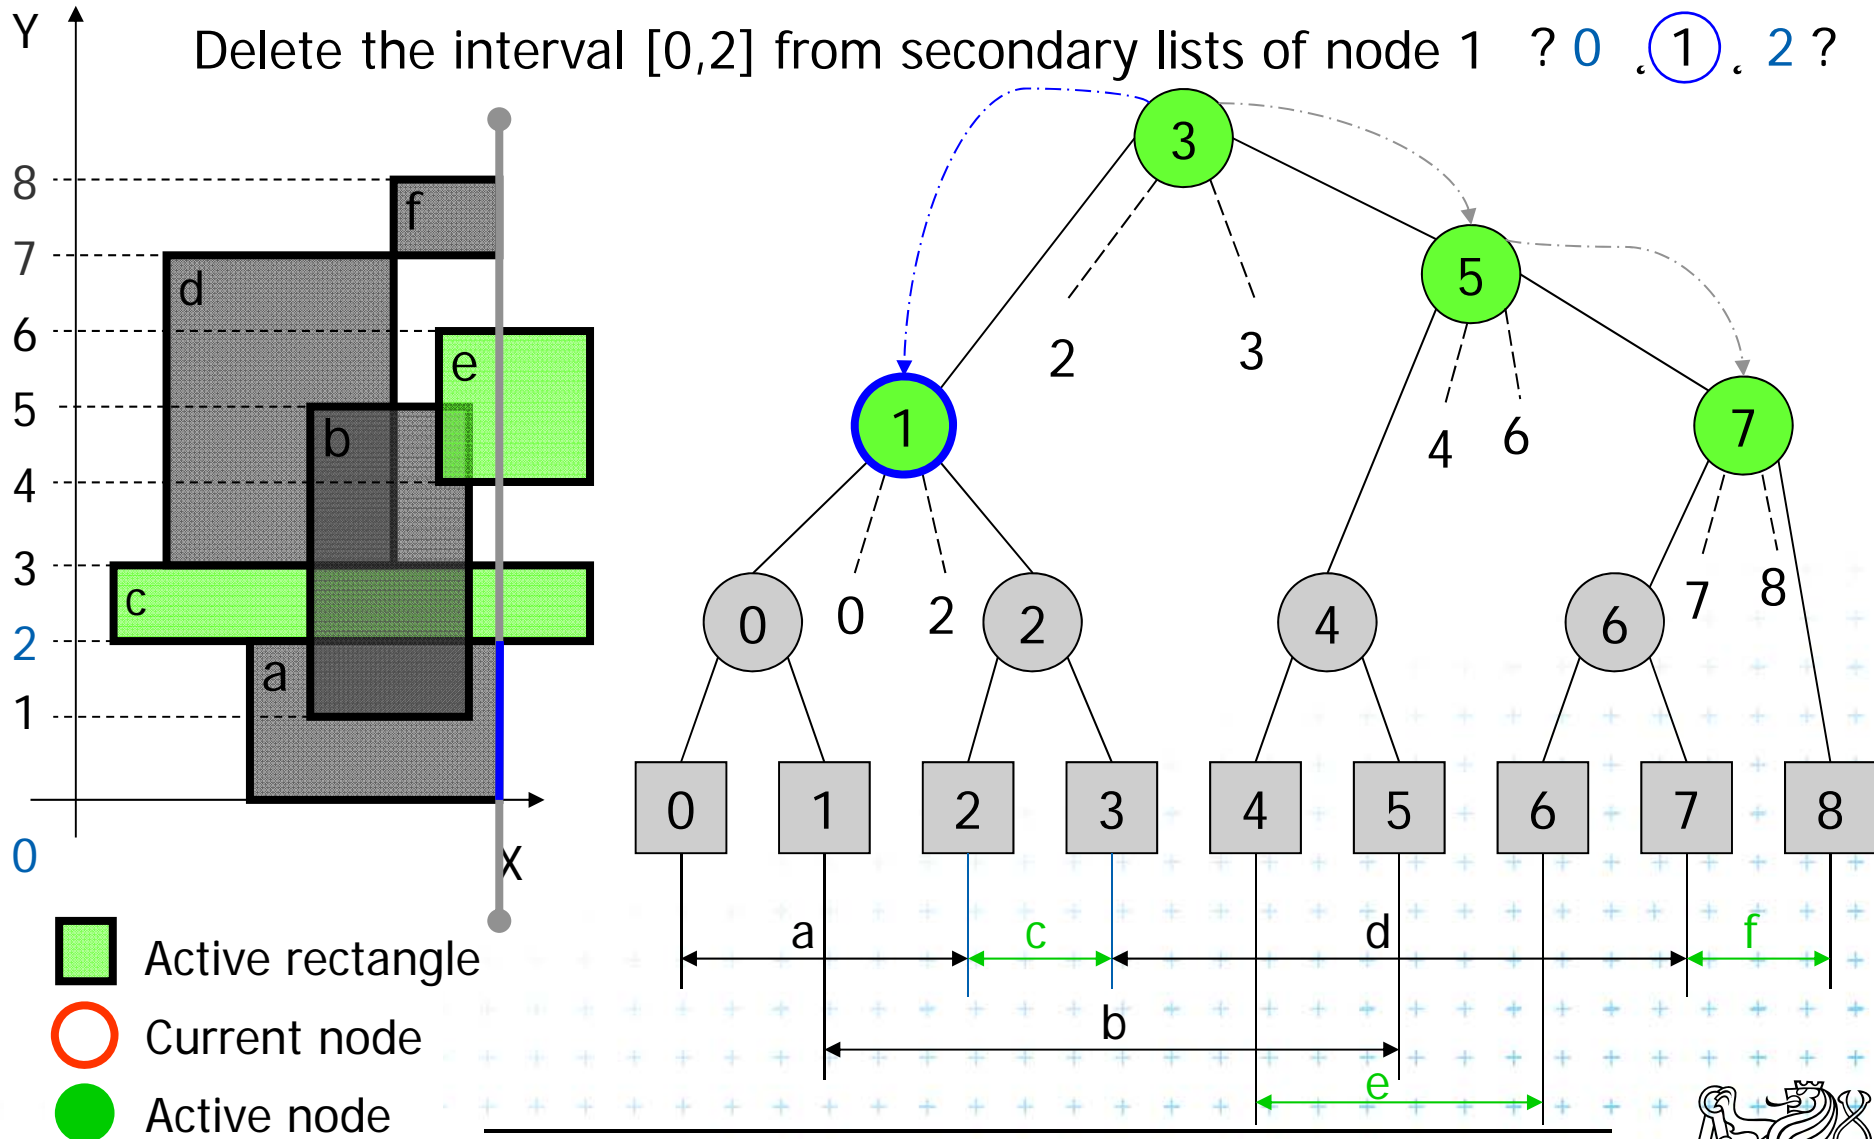 Y
Delete the interval [0,2] from secondary lists of node 1 ? 0 1 2 ?
8
7
6
5
4
3
2
1
0
X
f
d
e
b
c
a
3
5
1
7
2 3
4 6
0 2
7 8
0 2 4 6
0 1 2 3 4 5 6 7 8
a c d f
b
e
Active rectangle
Current node
Active node